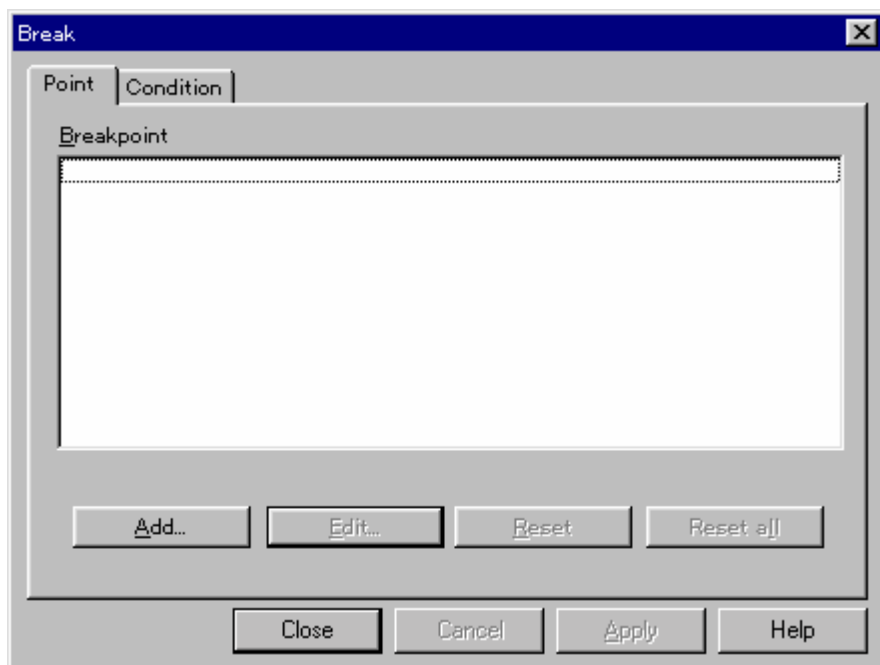 Break
Point Condition
Breakpoint
Add... Edit... Reset Reset all
Close Cancel Apply Help